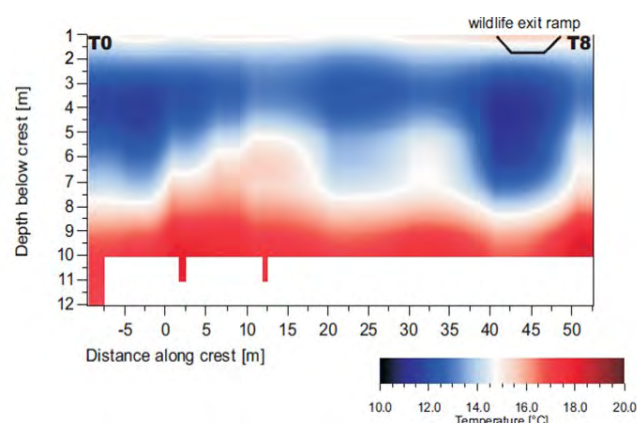 wildlife exit ramp
T0 T8
Depth below crest [m]
1
2
3
4
5
6
7
8
9
10
11
12
-5 0 5 10 15 20 25 30 35 40 45 50
Distance along crest [m]
10.0 12.0 14.0 16.0 18.0 20.0
Temperature [°C]